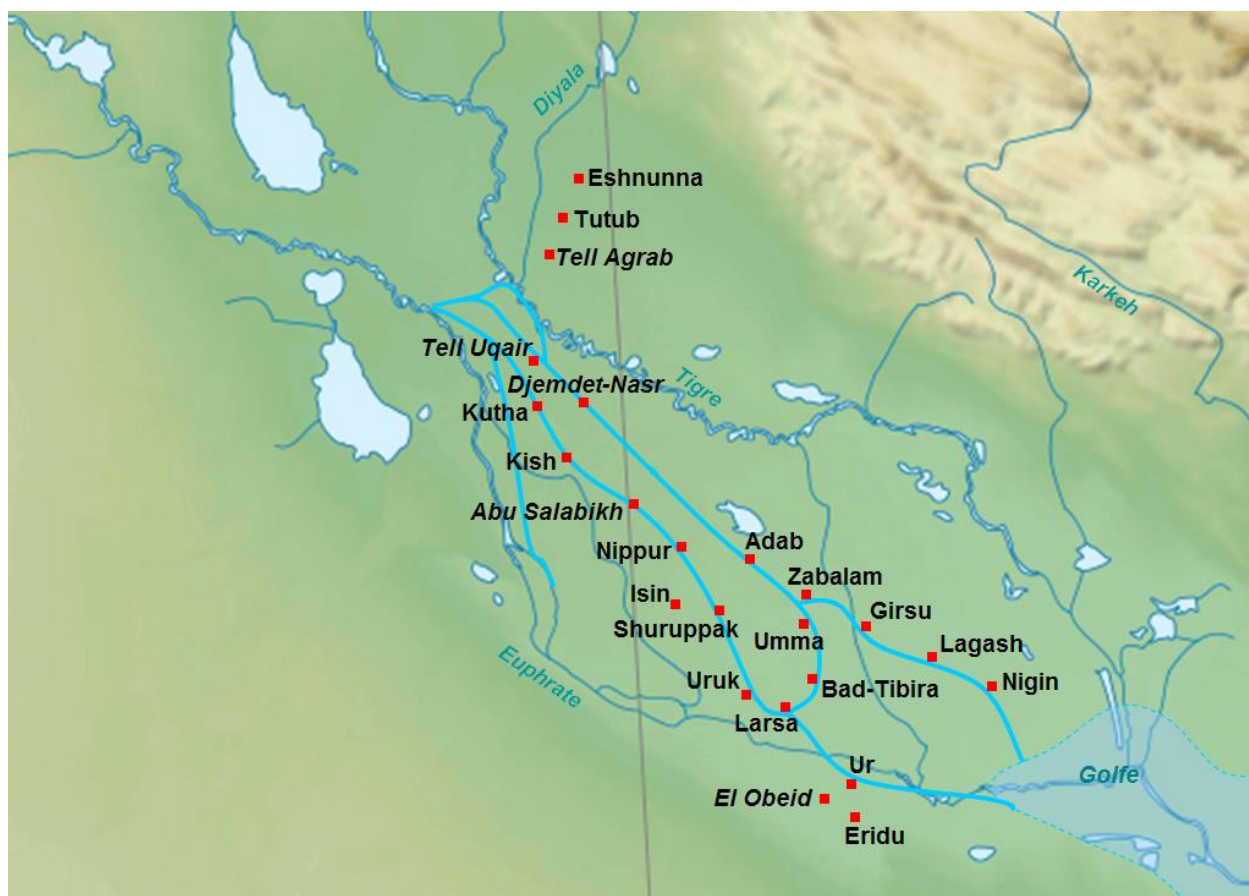 Diyala
Eshnunna
Tutub
Tell Agrab
Karkeh
Tell Uqair
Tigre
Djemdet-Nasr
Kutha
Kish
Abu Salabikh
Nippur
Adab
Zabalam
Isin
Girsu
Shuruppak
Umma
Lagash
Euphrate
Uruk
Bad-Tibira
Nigin
Larsa
Ur
Golfe
El Obeid
Eridu